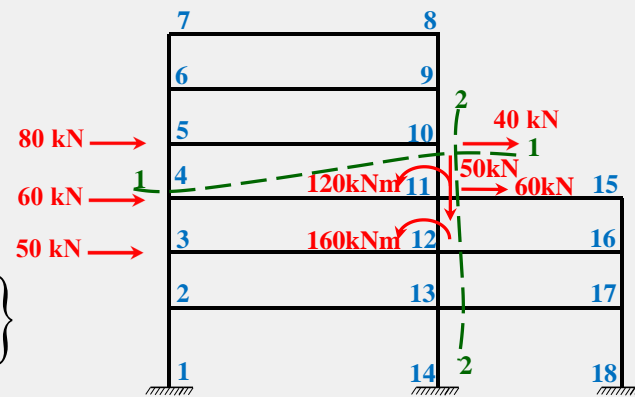 7 8
6 9
2
40 kN
80 kN 5 10 1
1 4 50kN
120kNm 11 60kN 15
60 kN
50 kN 3 160kNm 12 16
2 13 17
}
1 14 2 18